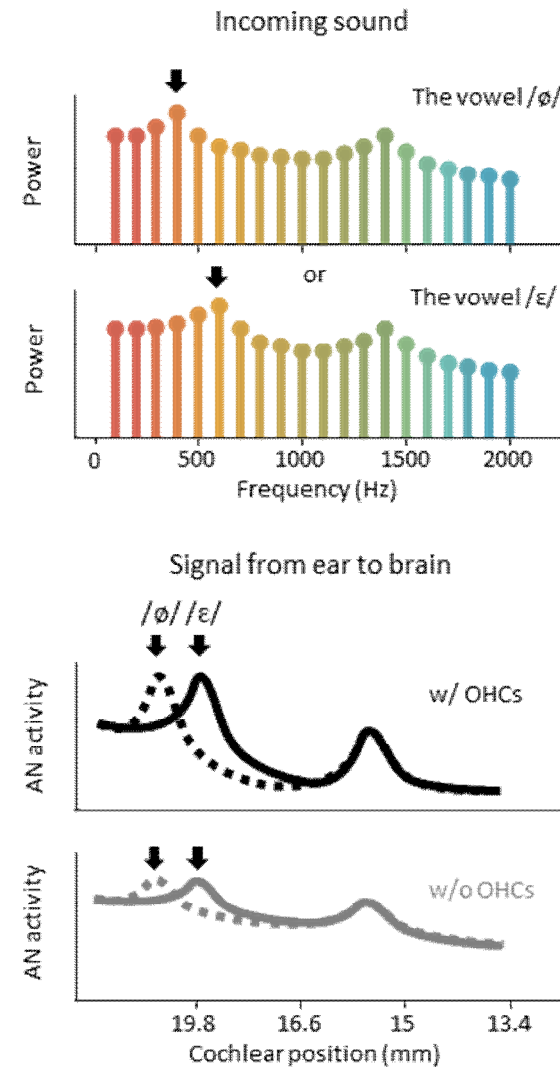 Incoming sound
The vowel /ø/
Power
or
The vowel /ε/
Power
0 500 1000 1500 2000
Frequency (Hz)
Signal from ear to brain
/ø/ /ε/
w/ OHCs
AN activity
w/o OHCs
AN activity
19.8 16.6 15 13.4
Cochlear position (mm)